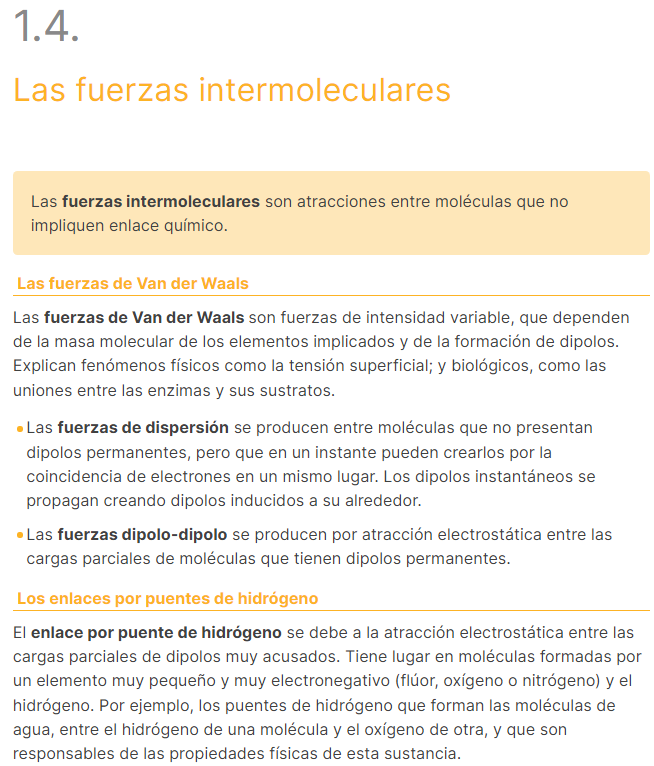 1.4.
Las fuerzas intermoleculares
Las fuerzas intermoleculares son atracciones entre moléculas que no
impliquen enlace químico.
Las fuerzas de Van der Waals
Las fuerzas de Van der Waals son fuerzas de intensidad variable, que dependen
de la masa molecular de los elementos implicados y de la formación de dipolos.
Explican fenómenos físicos como la tensión superficial; y biológicos, como las
uniones entre las enzimas y sus sustratos.
Las fuerzas de dispersión se producen entre moléculas que no presentan
dipolos permanentes, pero que en un instante pueden crearlos por la
coincidencia de electrones en un mismo lugar. Los dipolos instantáneos se
propagan creando dipolos inducidos a su alrededor.
Las fuerzas dipolo-dipolo se producen por atracción electrostática entre las
cargas parciales de moléculas que tienen dipolos permanentes.
Los enlaces por puentes de hidrógeno
El enlace por puente de hidrógeno se debe a la atracción electrostática entre las
cargas parciales de dipolos muy acusados. Tiene lugar en moléculas formadas por
un elemento muy pequeño y muy electronegativo (flúor, oxígeno o nitrógeno) y el
hidrógeno. Por ejemplo, los puentes de hidrógeno que forman las moléculas de
agua, entre el hidrógeno de una molécula y el oxígeno de otra, y que son
responsables de las propiedades físicas de esta sustancia.